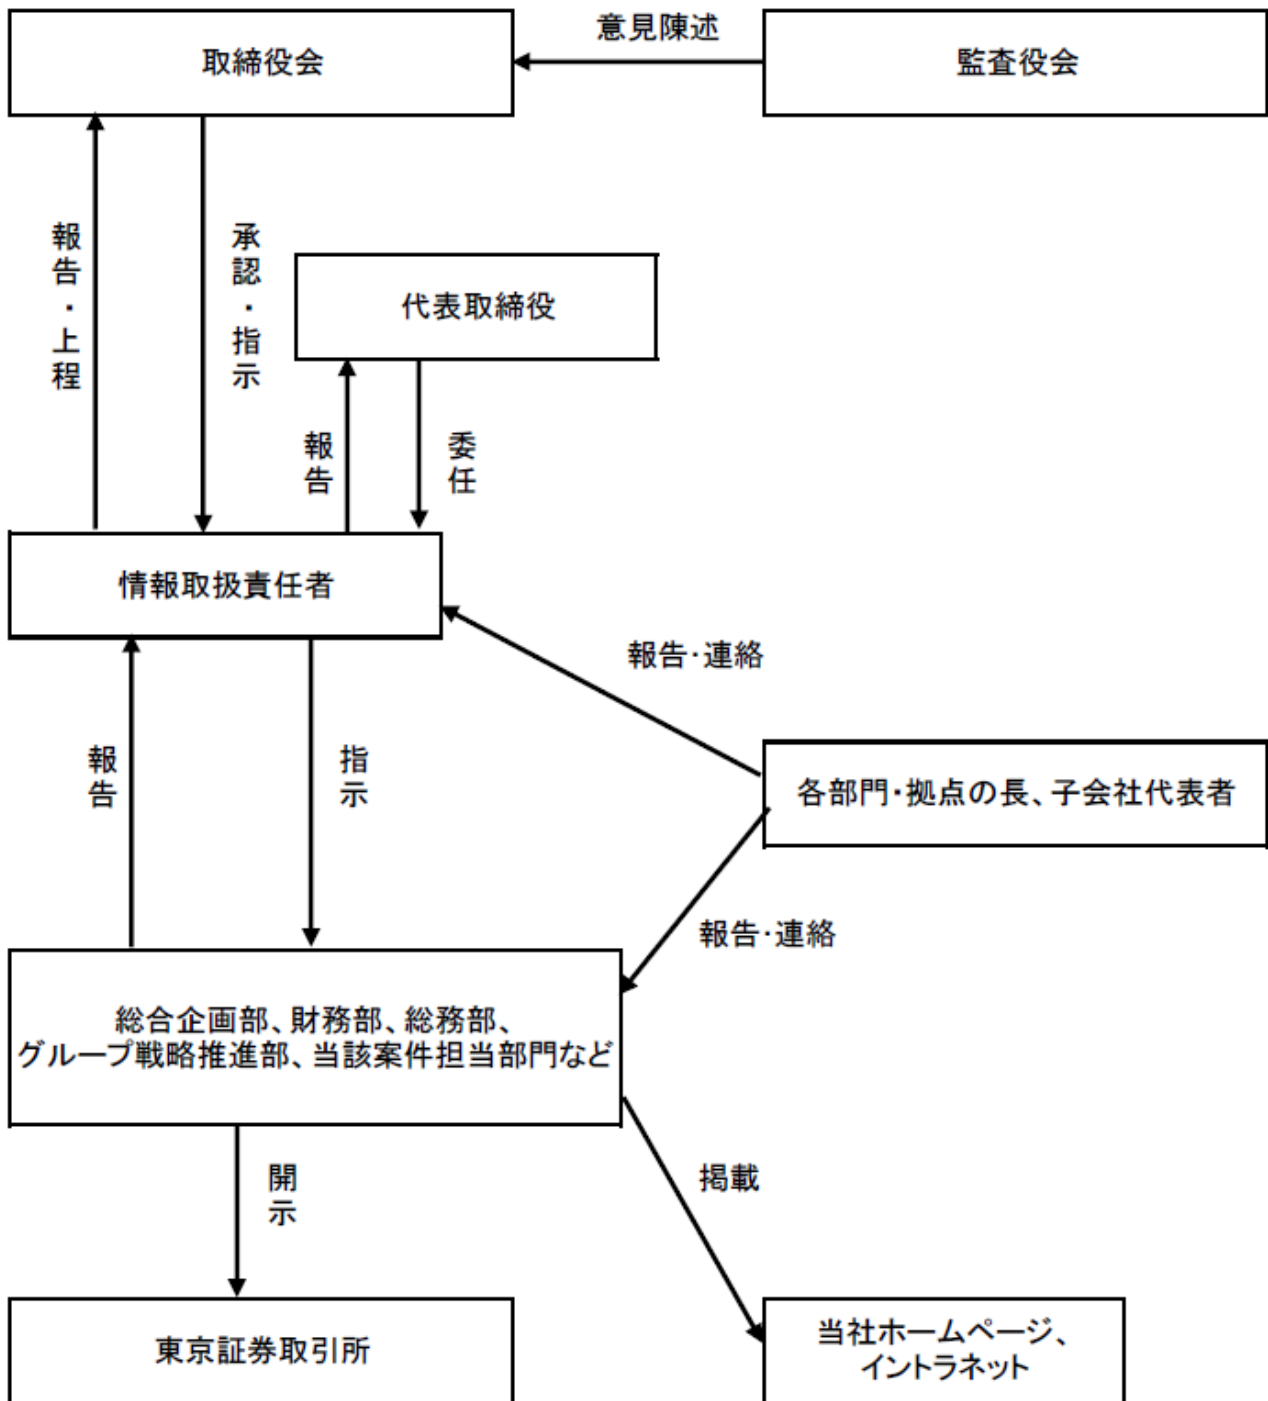 意見陳述
取締役会
監査役会
報告・上程
承認・指示
代表取締役
報告
委任
情報取扱責任者
報告・連絡
報告
指示
各部門・拠点の長、子会社代表者
報告・連絡
総合企画部、財務部、総務部、
グループ戦略推進部、当該案件担当部門など
開示
掲載
東京証券取引所
当社ホームページ、
イントラネット